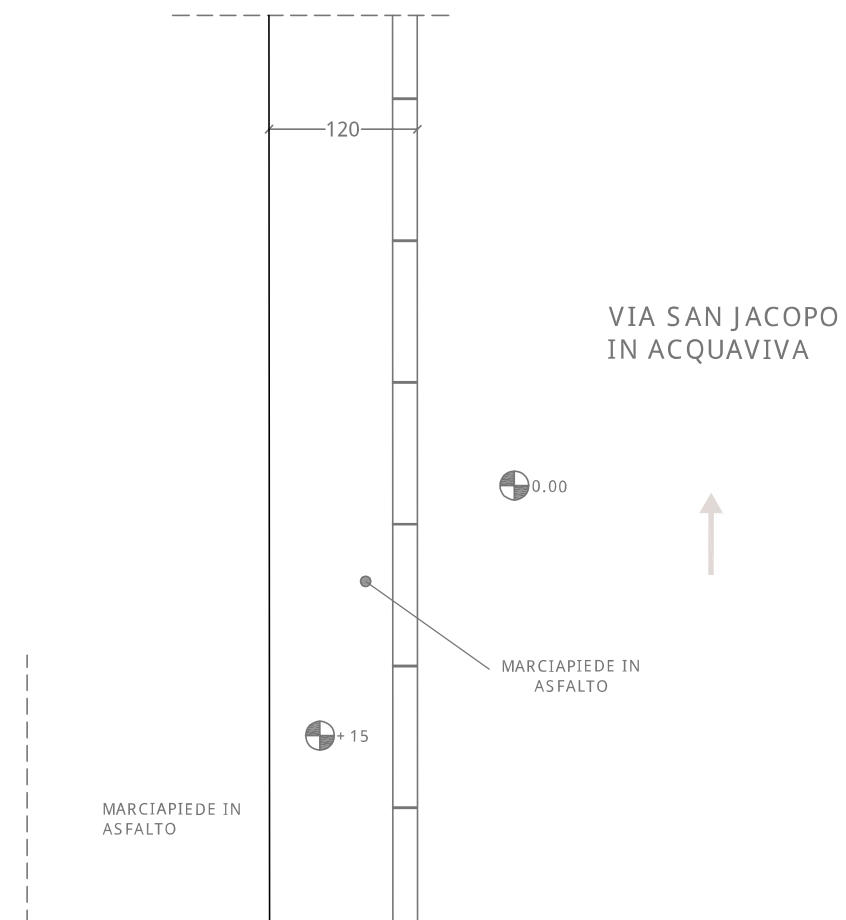 120
VIA SAN JACOPO
IN ACQUAVIVA
0.00
MARCIAPIEDE IN
ASFALTO
+ 15
MARCIAPIEDE IN
ASFALTO